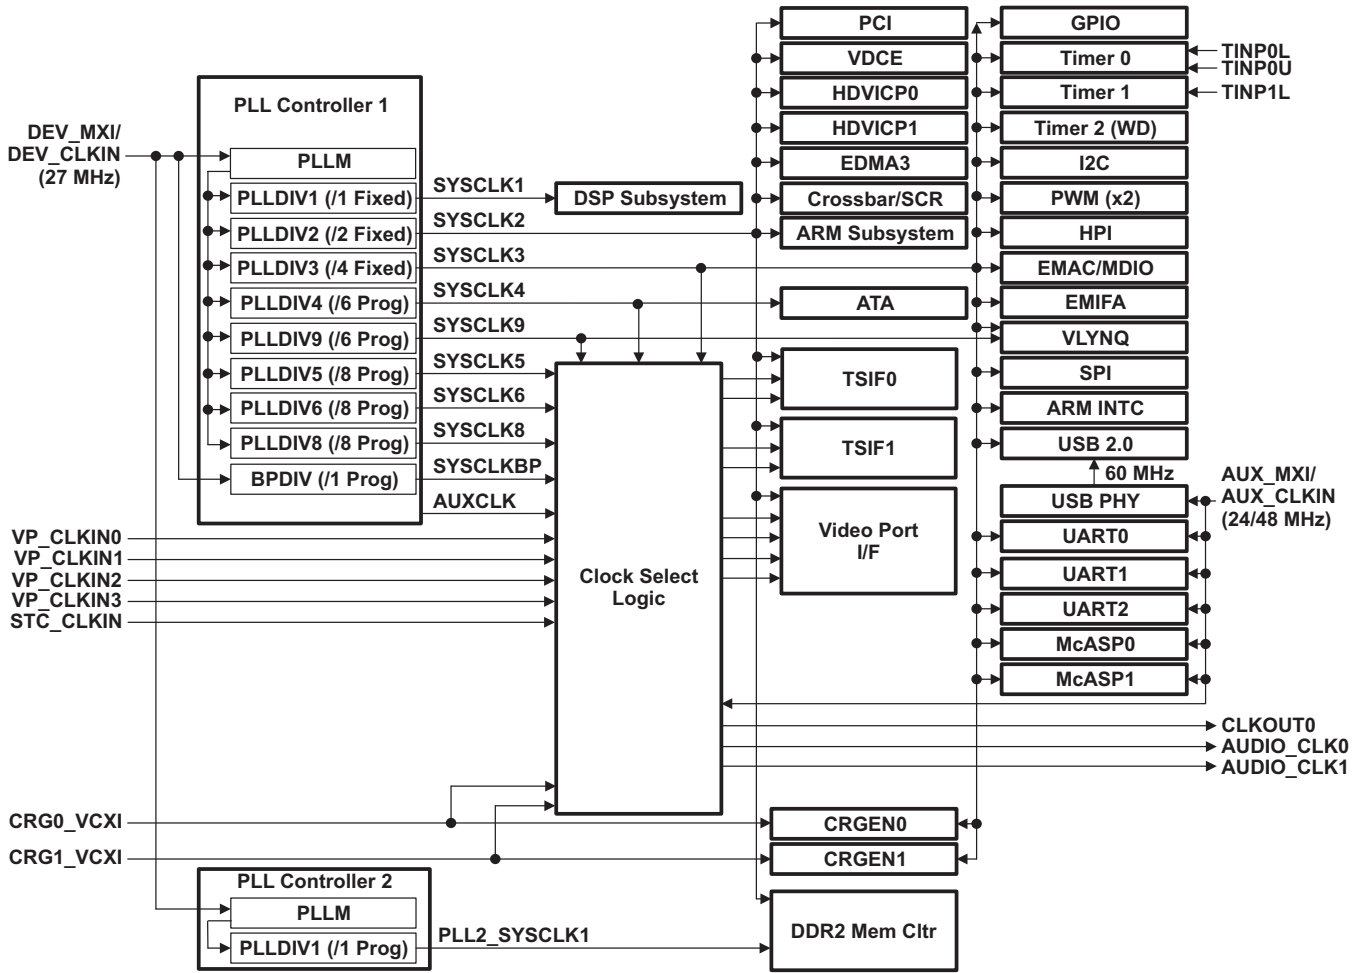 PLL Controller 1
DEV_MXI/
DEV_CLKIN
(27 MHz)
PLLM
PLLDIV1 (/1 Fixed)
PLLDIV2 (/2 Fixed)
PLLDIV3 (/4 Fixed)
PLLDIV4 (/6 Prog)
PLLDIV9 (/6 Prog)
PLLDIV5 (/8 Prog)
PLLDIV6 (/8 Prog)
PLLDIV8 (/8 Prog)
BPDIV (/1 Prog)
SYSCLK1
SYSCLK2
SYSCLK3
SYSCLK4
SYSCLK9
SYSCLK5
SYSCLK6
SYSCLK8
SYSCLKBP
AUXCLK
VP_CLKIN0
VP_CLKIN1
VP_CLKIN2
VP_CLKIN3
STC_CLKIN
CRG0_VCXI
CRG1_VCXI
PLL Controller 2
PLLM
PLLDIV1 (/1 Prog)
PLL2_SYSCLK1
DSP Subsystem
Clock Select
Logic
PCI
VDCE
HDVICP0
HDVICP1
EDMA3
Crossbar/SCR
ARM Subsystem
ATA
TSIF0
TSIF1
Video Port
I/F
CRGEN0
CRGEN1
DDR2 Mem Cltr
GPIO
Timer 0
Timer 1
Timer 2 (WD)
I2C
PWM (x2)
HPI
EMAC/MDIO
EMIFA
VLYNQ
SPI
ARM INTC
USB 2.0
60 MHz
USB PHY
UART0
UART1
UART2
McASP0
McASP1
TINP0L
TINP0U
TINP1L
AUX_MXI/
AUX_CLKIN
(24/48 MHz)
CLKOUT0
AUDIO_CLK0
AUDIO_CLK1